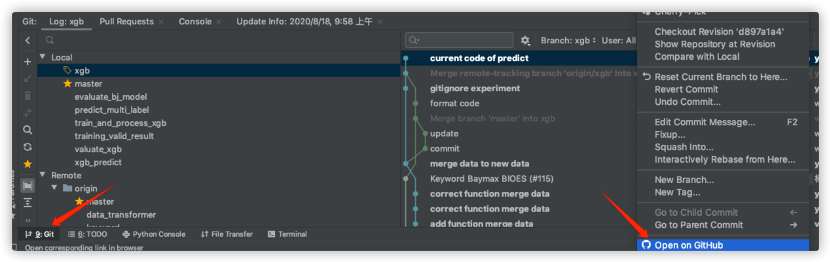 Git: Log: xgb Pull Requests Console Update Info: 2020/8/18, 9:58 上午
Local
xgb
master
evaluate_bj_model
predict_multi_label
train_and_process_xgb
training_valid_result
valuate_xgb
xgb_predict
Remote
origin
master
data_transformer
Branch: xgb User: All
current code of predict
Merge remote-tracking branch 'origin/xgb' into x
gitignore experiment
format code
Merge branch 'master' into xgb
update
commit
merge data to new data
Keyword Baymax BIOES (#115)
correct function merge data
correct function merge data
add function merge data
Cherry-Pick
Checkout Revision 'd897a1a4'
Show Repository at Revision
Compare with Local
Reset Current Branch to Here...
Revert Commit
Undo Commit...
Edit Commit Message... F2
Fixup...
Squash Into...
Interactively Rebase from Here...
New Branch...
New Tag...
Go to Child Commit
Go to Parent Commit
Open on GitHub
9: Git 6: TODO Python Console File Transfer Terminal
Open corresponding link in browser